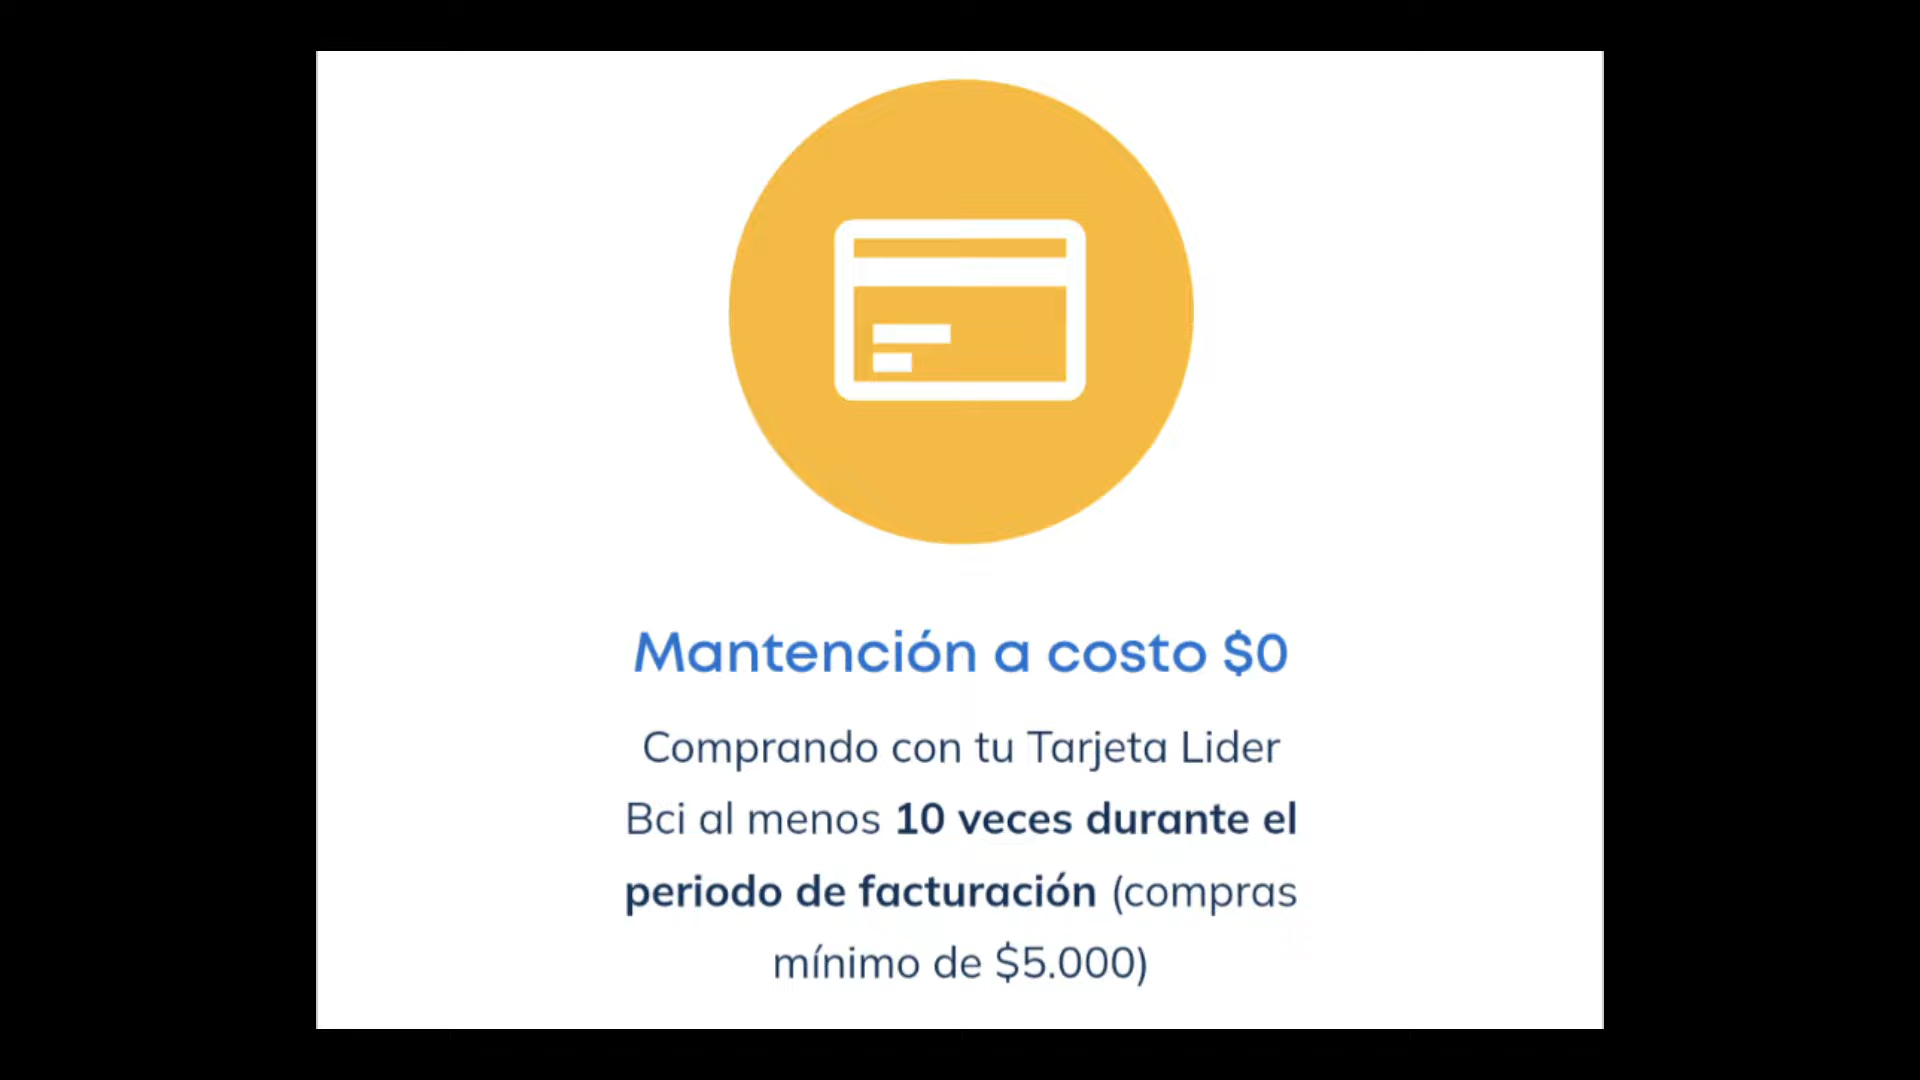 Mantención a costo $0
Comprando con tu Tarjeta Lider
Bci al menos 10 veces durante el
periodo de facturación (compras
mínimo de $5.000)